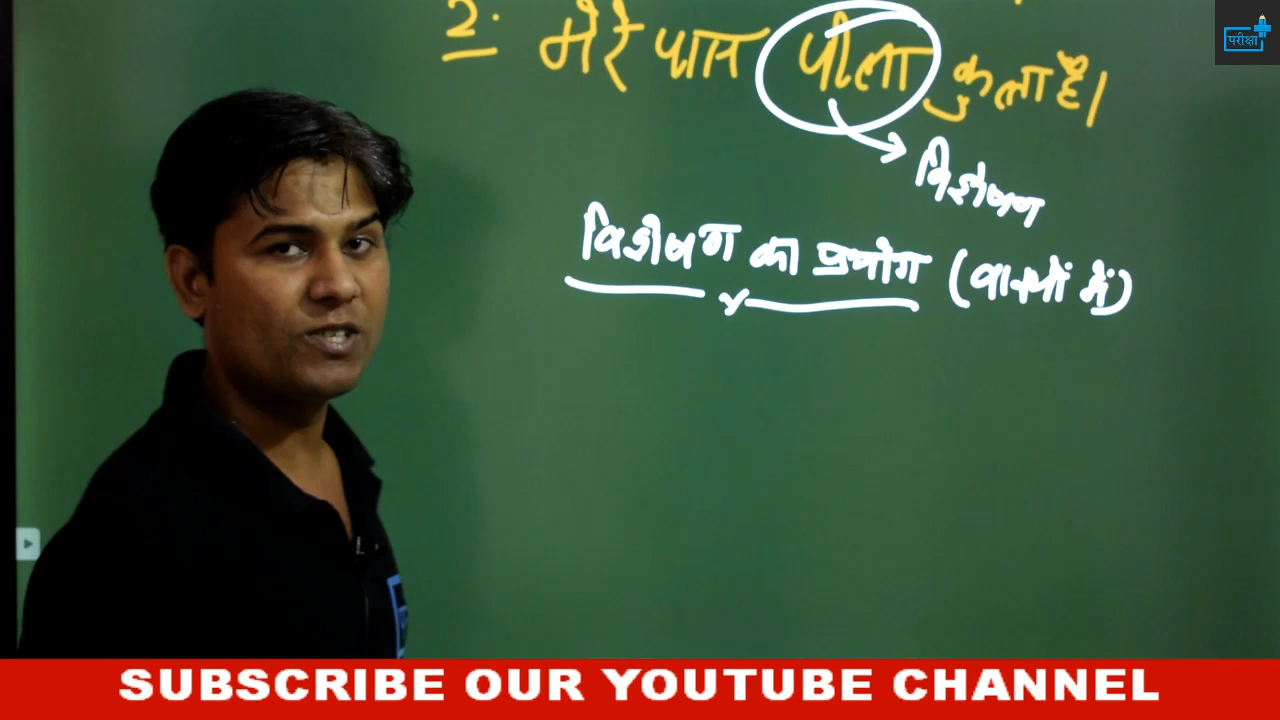 परीक्षा
2. मेरे पास पीला कुत्ता है।
विशेषण
विशेषण का प्रयोग (वाक्यों में)
SUBSCRIBE OUR YOUTUBE CHANNEL